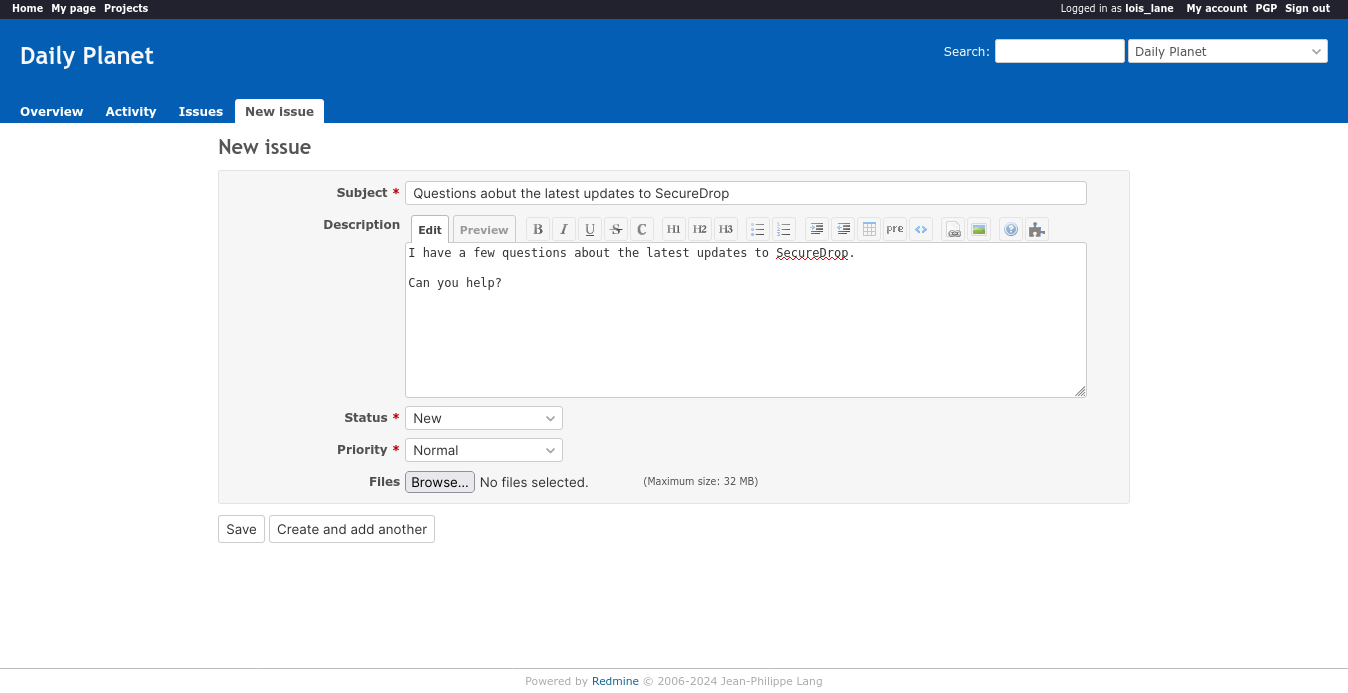 Home My page Projects
Logged in as lois_lane My account PGP Sign out
Daily Planet
Search: Daily Planet
Overview Activity Issues New issue
New issue
Subject * Questions aobut the latest updates to SecureDrop
Description Edit Preview B I U S C H1 H2 H3 pre
I have a few questions about the latest updates to SecureDrop.
Can you help?
Status * New
Priority * Normal
Files Browse... No files selected. (Maximum size: 32 MB)
Save Create and add another
Powered by Redmine © 2006-2024 Jean-Philippe Lang